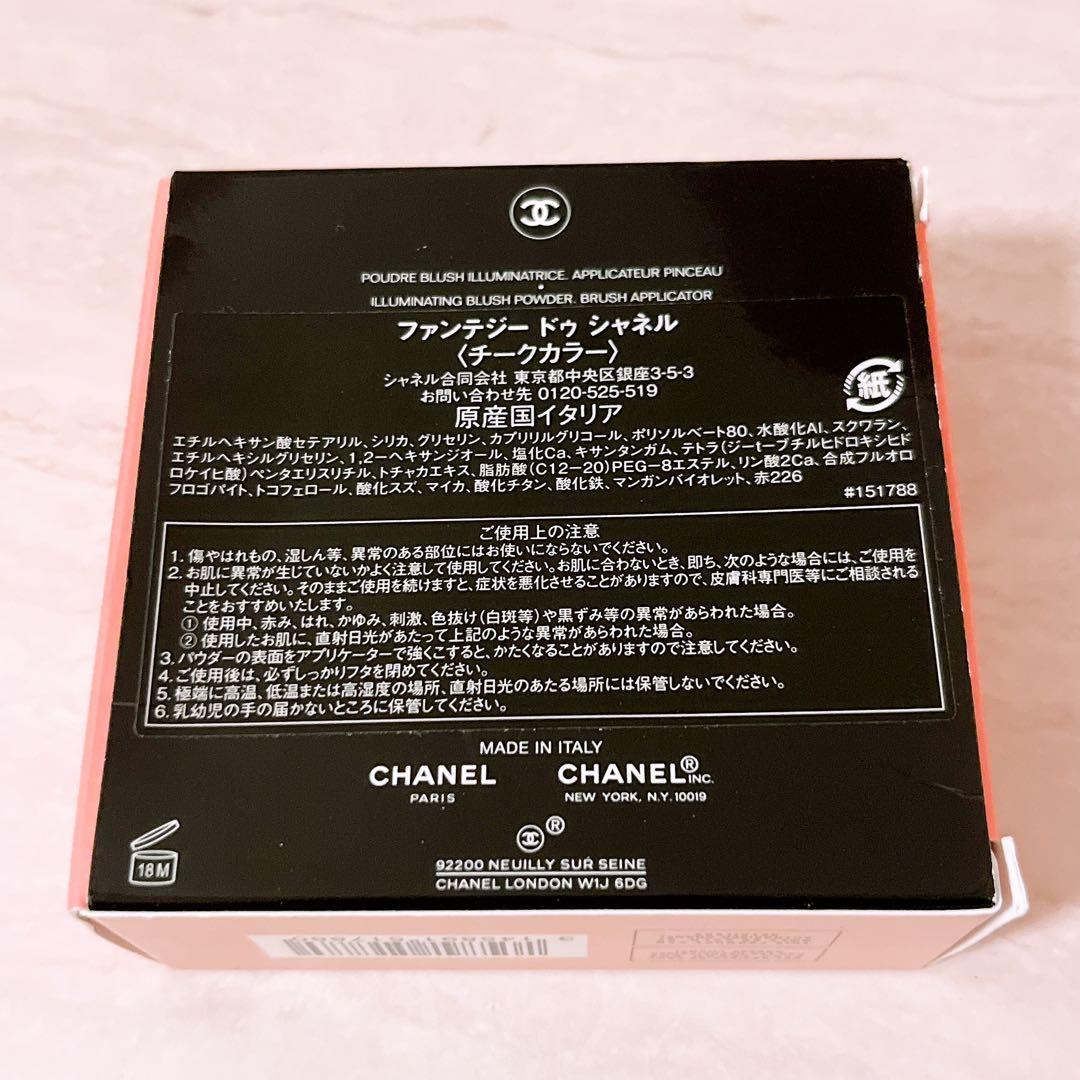 POUDRE BLUSH ILLUMINATRICE. APPLICATEUR PINCEAU
•
ILLUMINATING BLUSH POWDER. BRUSH APPLICATOR
ファンテジー ドゥ シャネル
〈チークカラー〉
シャネル合同会社 東京都中央区銀座3-5-3
お問い合わせ先 0120-525-519
原産国イタリア
紙
エチルヘキサン酸セテアリル、シリカ、グリセリン、カプリリルグリコール、ポリソルベート80、水酸化Al、スクワラン、
エチルヘキシルグリセリン、1,2-ヘキサンジオール、塩化Ca、キサンタンガム、テトラ(ジ-t-ブチルヒドロキシヒド
ロケイヒ酸)ペンタエリスリチル、トチャカエキス、脂肪酸(C12-20)PEG-8エステル、リン酸2Ca、合成フルオロ
フロゴパイト、トコフェロール、酸化スズ、マイカ、酸化チタン、酸化鉄、マンガンバイオレット、赤226
#151788
ご使用上の注意
1. 傷やはれもの、湿しん等、異常のある部位にはお使いにならないでください。
2. お肌に異常が生じていないかよく注意して使用してください。お肌に合わないとき、即ち、次のような場合には、ご使用を
中止してください。そのままご使用を続けますと、症状を悪化させることがありますので、皮膚科専門医等にご相談される
ことをおすすめいたします。
① 使用中、赤み、はれ、かゆみ、刺激、色抜け(白斑等)や黒ずみ等の異常があらわれた場合。
② 使用したお肌に、直射日光があたって上記のような異常があらわれた場合。
3. パウダーの表面をアプリケーターで強くこすると、かたくなることがありますので注意してください。
4. ご使用後は、必ずしっかりフタを閉めてください。
5. 極端に高温、低温または高湿度の場所、直射日光のあたる場所には保管しないでください。
6. 乳幼児の手の届かないところに保管してください。
MADE IN ITALY
CHANEL CHANEL® INC.
PARIS NEW YORK, N.Y. 10019
®
18M
92200 NEUILLY SUR SEINE
CHANEL LONDON W1J 6DG